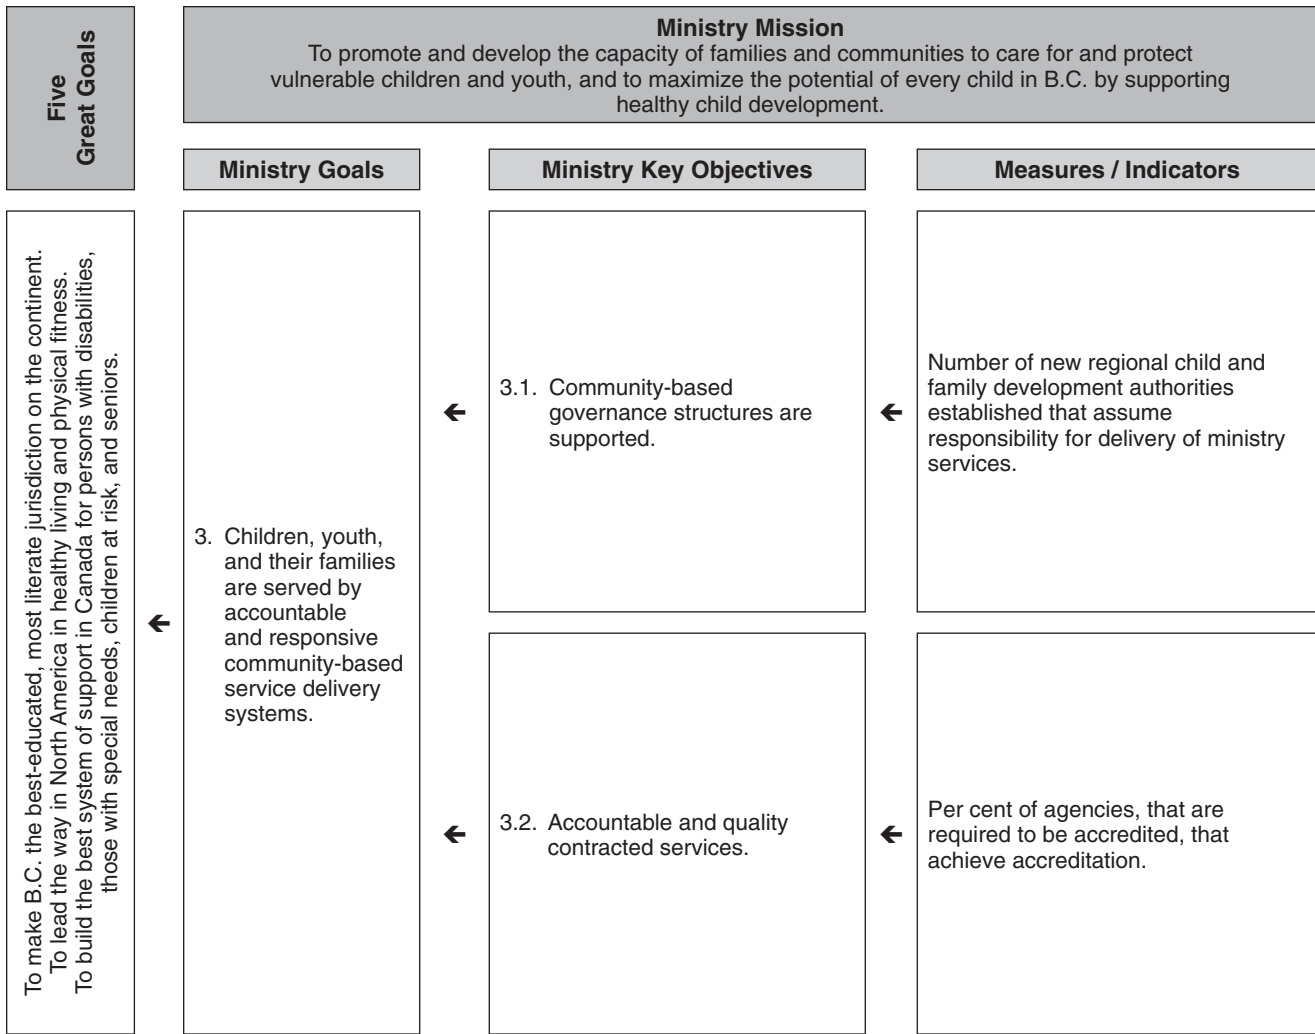 Five
Great Goals
Ministry Mission
To promote and develop the capacity of families and communities to care for and protect
vulnerable children and youth, and to maximize the potential of every child in B.C. by supporting
healthy child development.
Ministry Goals
Ministry Key Objectives
Measures / Indicators
To make B.C. the best-educated, most literate jurisdiction on the continent.
To lead the way in North America in healthy living and physical fitness.
To build the best system of support in Canada for persons with disabilities,
those with special needs, children at risk, and seniors.
←
3. Children, youth,
and their families
are served by
accountable
and responsive
community-based
service delivery
systems.
←
3.1. Community-based
governance structures are
supported.
←
Number of new regional child and
family development authorities
established that assume
responsibility for delivery of ministry
services.
←
3.2. Accountable and quality
contracted services.
←
Per cent of agencies, that are
required to be accredited, that
achieve accreditation.